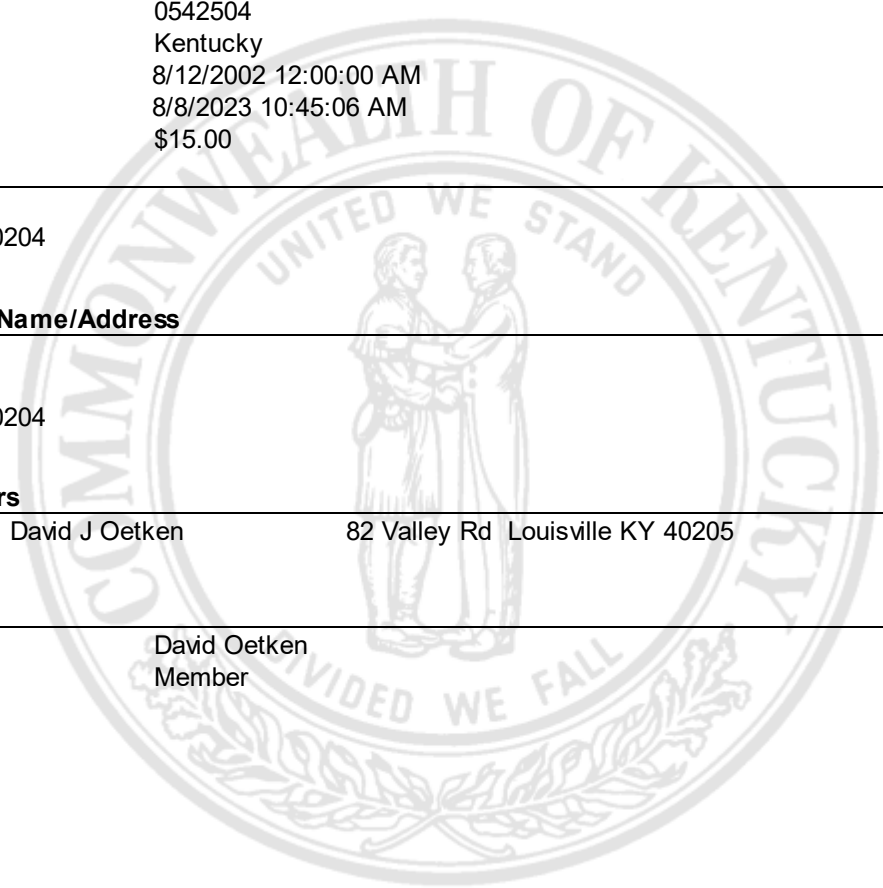 0542504
Kentucky
8/12/2002 12:00:00 AM
8/8/2023 10:45:06 AM
$15.00
COMMONWEALTH OF KENTUCKY
UNITED WE STAND
0204
Name/Address
0204
rs
David J Oetken 82 Valley Rd Louisville KY 40205
David Oetken
Member
DIVIDED WE FALL